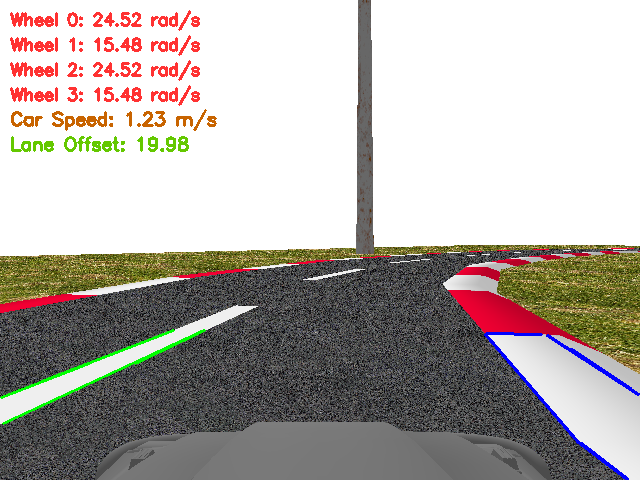 Wheel 0: 24.52 rad/s
Wheel 1: 15.48 rad/s
Wheel 2: 24.52 rad/s
Wheel 3: 15.48 rad/s
Car Speed: 1.23 m/s
Lane Offset: 19.98